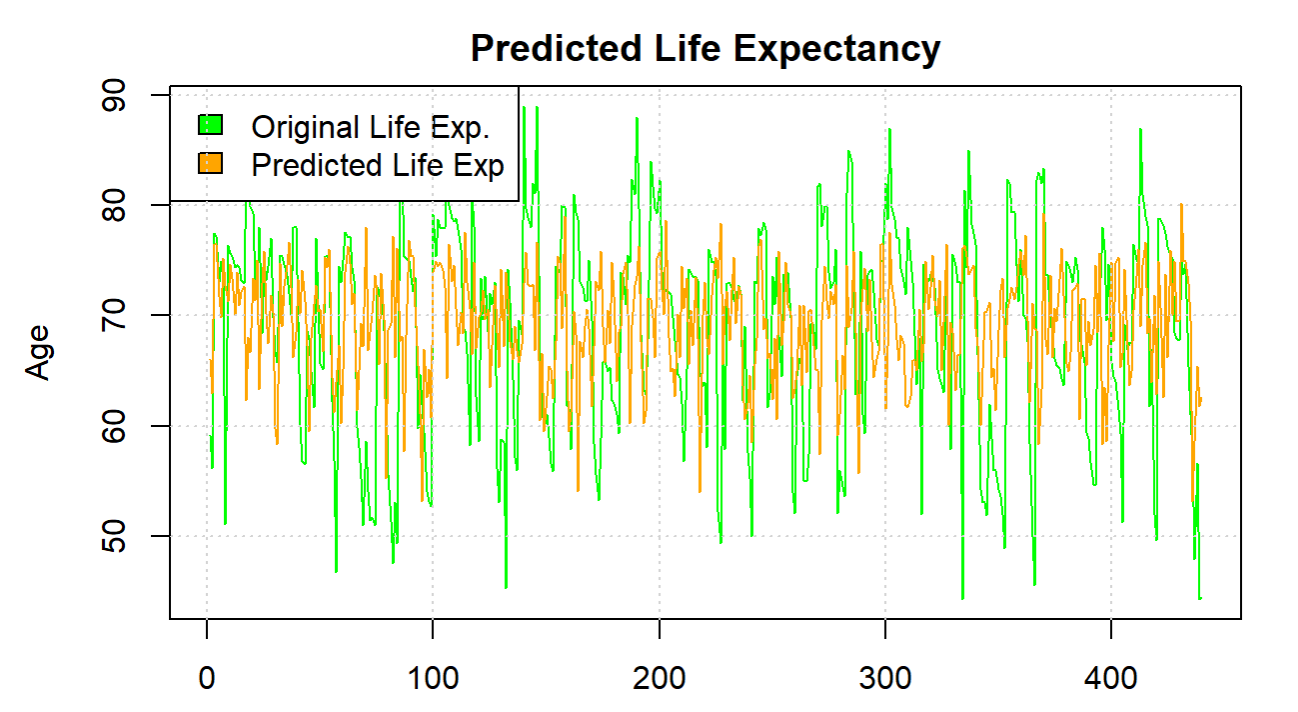 Predicted Life Expectancy
Original Life Exp.
Predicted Life Exp
Age
90
80
70
60
50
0 100 200 300 400